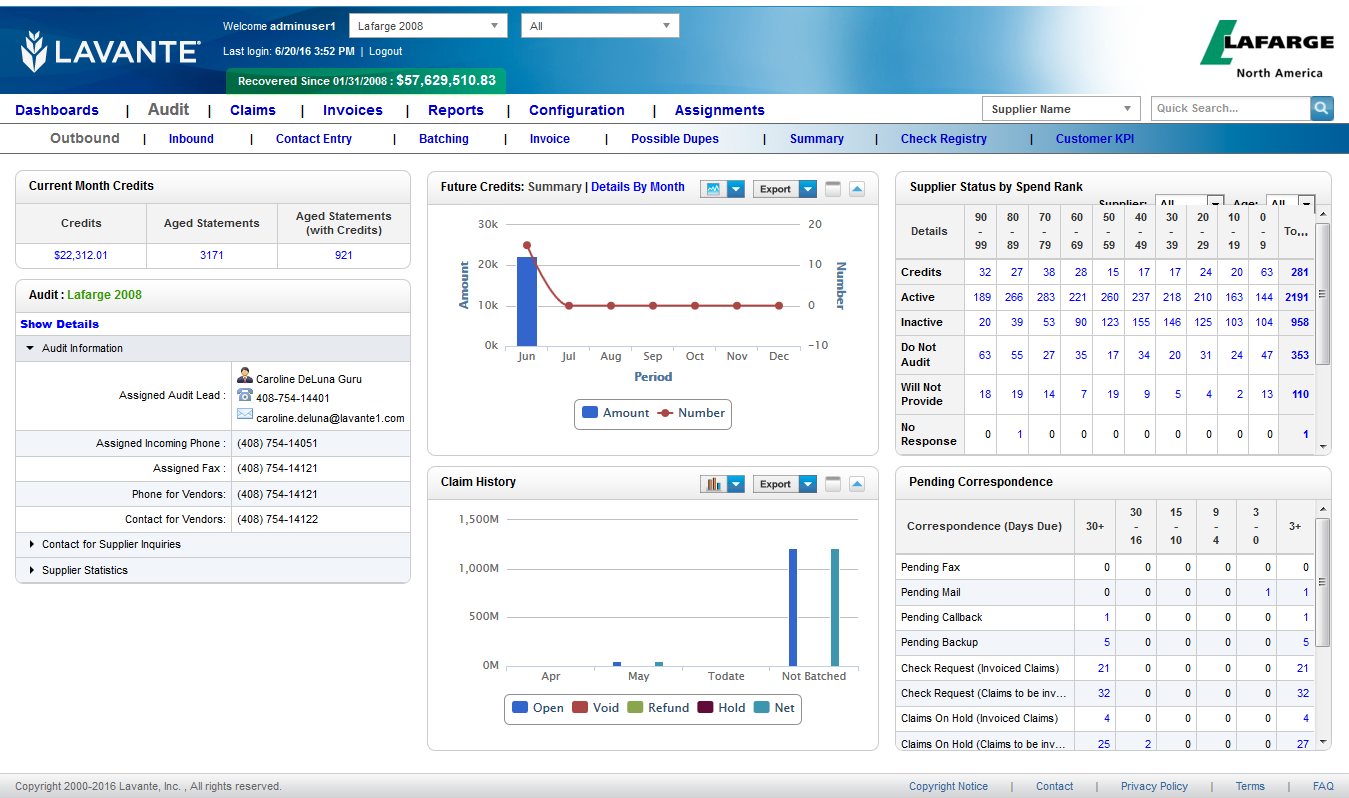 Welcome adminuser1 Lafarge 2008 All
LAVANTE
Last login: 6/20/16 3:52 PM | Logout
Recovered Since 01/31/2008 : $57,629,510.83
LAFARGE
North America
Dashboards | Audit | Claims | Invoices | Reports | Configuration | Assignments
Supplier Name Quick Search...
Outbound | Inbound | Contact Entry | Batching | Invoice | Possible Dupes | Summary | Check Registry | Customer KPI
Current Month Credits
Credits Aged Statements Aged Statements
(with Credits)
$22,312.01 3171 921
Audit : Lafarge 2008
Show Details
Audit Information
Assigned Audit Lead : Caroline DeLuna Guru
408-754-14401
caroline.deluna@lavante1.com
Assigned Incoming Phone : (408) 754-14051
Assigned Fax : (408) 754-14121
Phone for Vendors: (408) 754-14121
Contact for Vendors: (408) 754-14122
Contact for Supplier Inquiries
Supplier Statistics
Future Credits: Summary | Details By Month Export
30k 20
20k 10
10k 0
0k -10
Amount
Number
Jun Jul Aug Sep Oct Nov Dec
Period
Amount Number
Claim History Export
1,500M
1,000M
500M
0M
Apr May Todate Not Batched
Open Void Refund Hold Net
Supplier Status by Spend Rank
Supplier: All Age: All
Details 90 - 99 80 - 89 70 - 79 60 - 69 50 - 59 40 - 49 30 - 39 20 - 29 10 - 19 0 - 9 To...
Credits 32 27 38 28 15 17 17 24 20 63 281
Active 189 266 283 221 260 237 218 210 163 144 2191
Inactive 20 39 53 90 123 155 146 125 103 104 958
Do Not
Audit 63 55 27 35 17 34 20 31 24 47 353
Will Not
Provide 18 19 14 7 19 9 5 4 2 13 110
No
Response 0 1 0 0 0 0 0 0 0 0 1
Pending Correspondence
Correspondence (Days Due) 30+ 30 - 16 15 - 10 9 - 4 3 - 0 3+
Pending Fax 0 0 0 0 0 0
Pending Mail 0 0 0 0 1 1
Pending Callback 1 0 0 0 0 1
Pending Backup 5 0 0 0 0 5
Check Request (Invoiced Claims) 21 0 0 0 0 21
Check Request (Claims to be inv... 32 0 0 0 0 32
Claims On Hold (Invoiced Claims) 4 0 0 0 0 4
Claims On Hold (Claims to be inv... 25 2 0 0 0 27
Copyright 2000-2016 Lavante, Inc. , All rights reserved.
Copyright Notice | Contact | Privacy Policy | Terms | FAQ